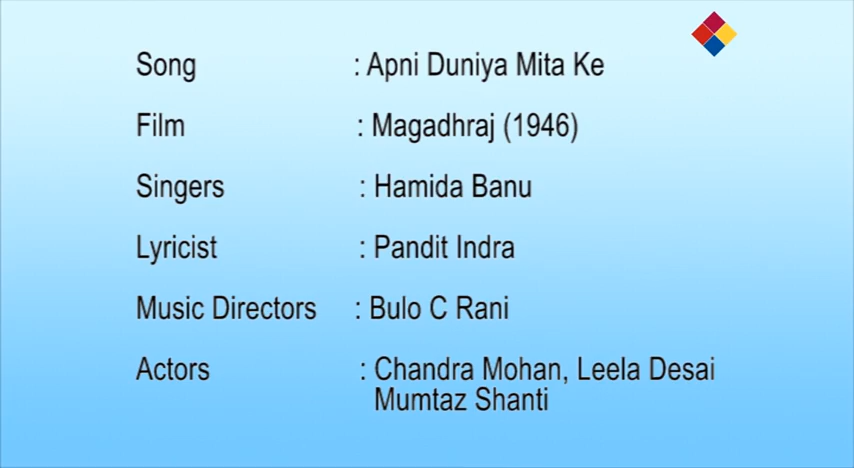 Song : Apni Duniya Mita Ke
Film : Magadhraj (1946)
Singers : Hamida Banu
Lyricist : Pandit Indra
Music Directors : Bulo C Rani
Actors : Chandra Mohan, Leela Desai
Mumtaz Shanti